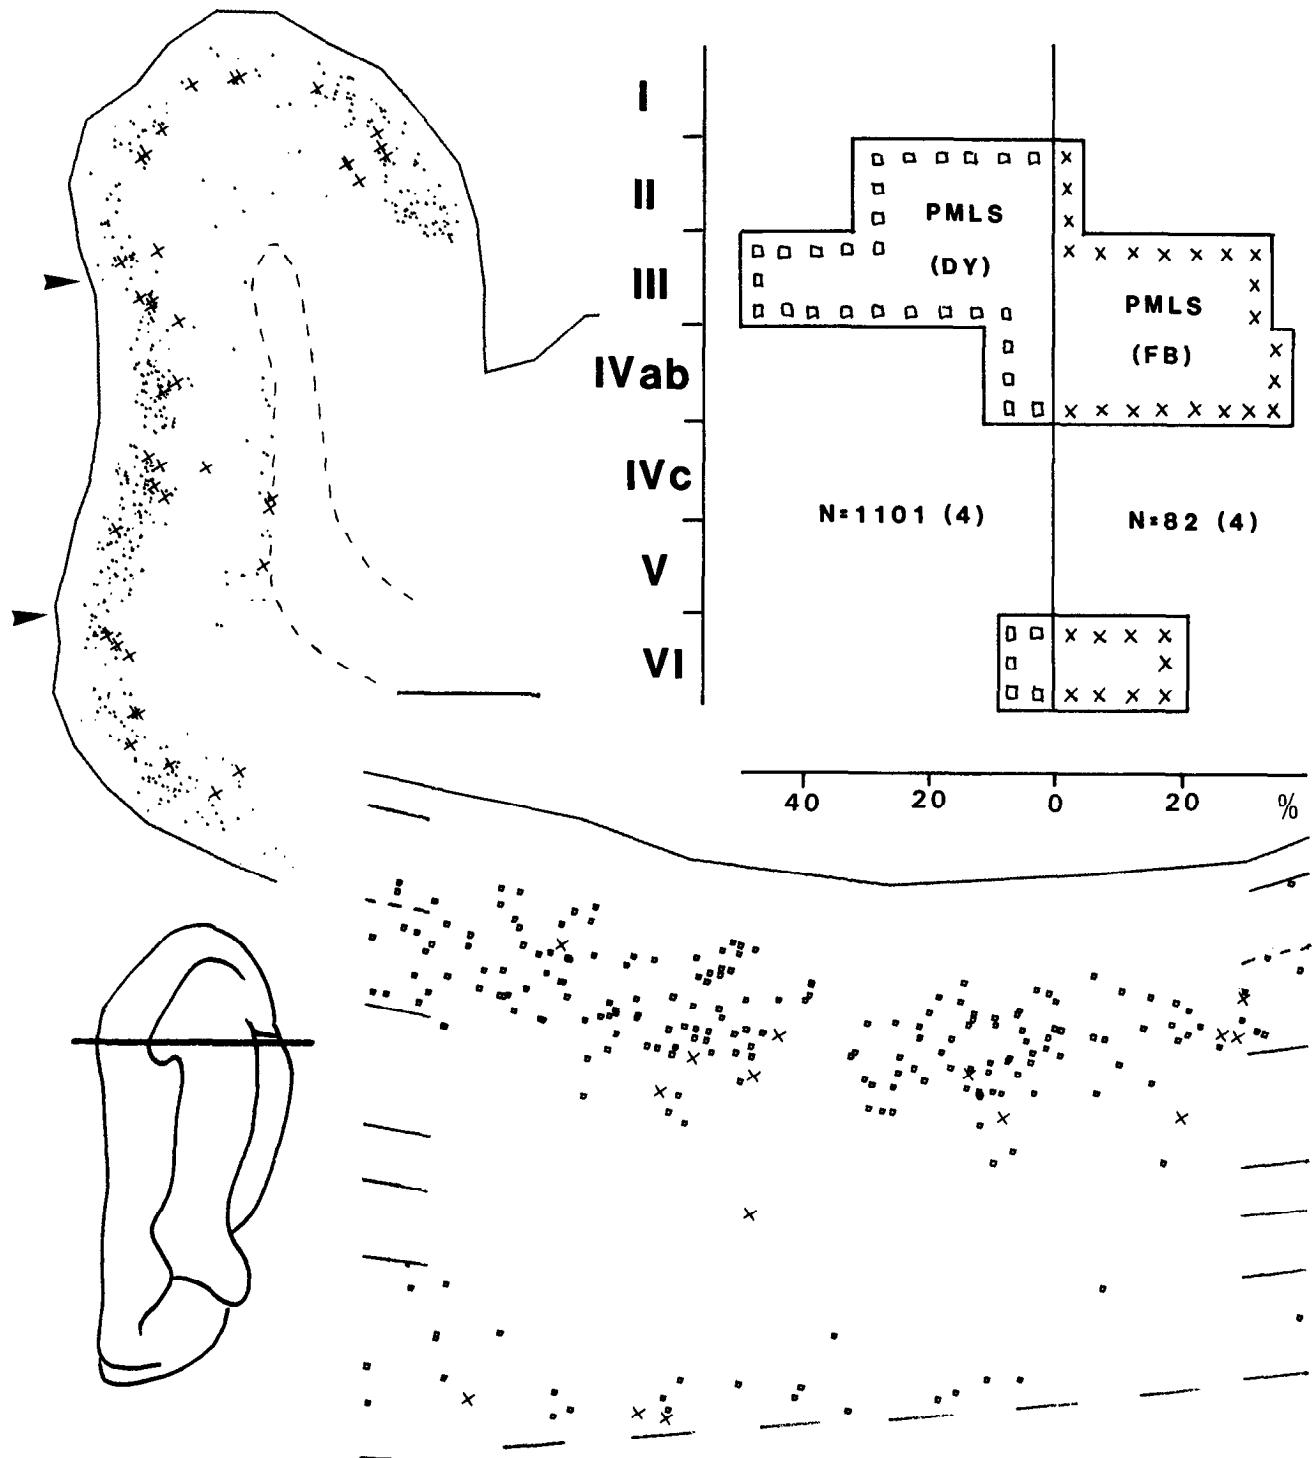 I
II
PMLS
(DY)
III
PMLS
(FB)
IVab
IVc
N=1101 (4)
N=82 (4)
V
VI
40 20 0 20 %